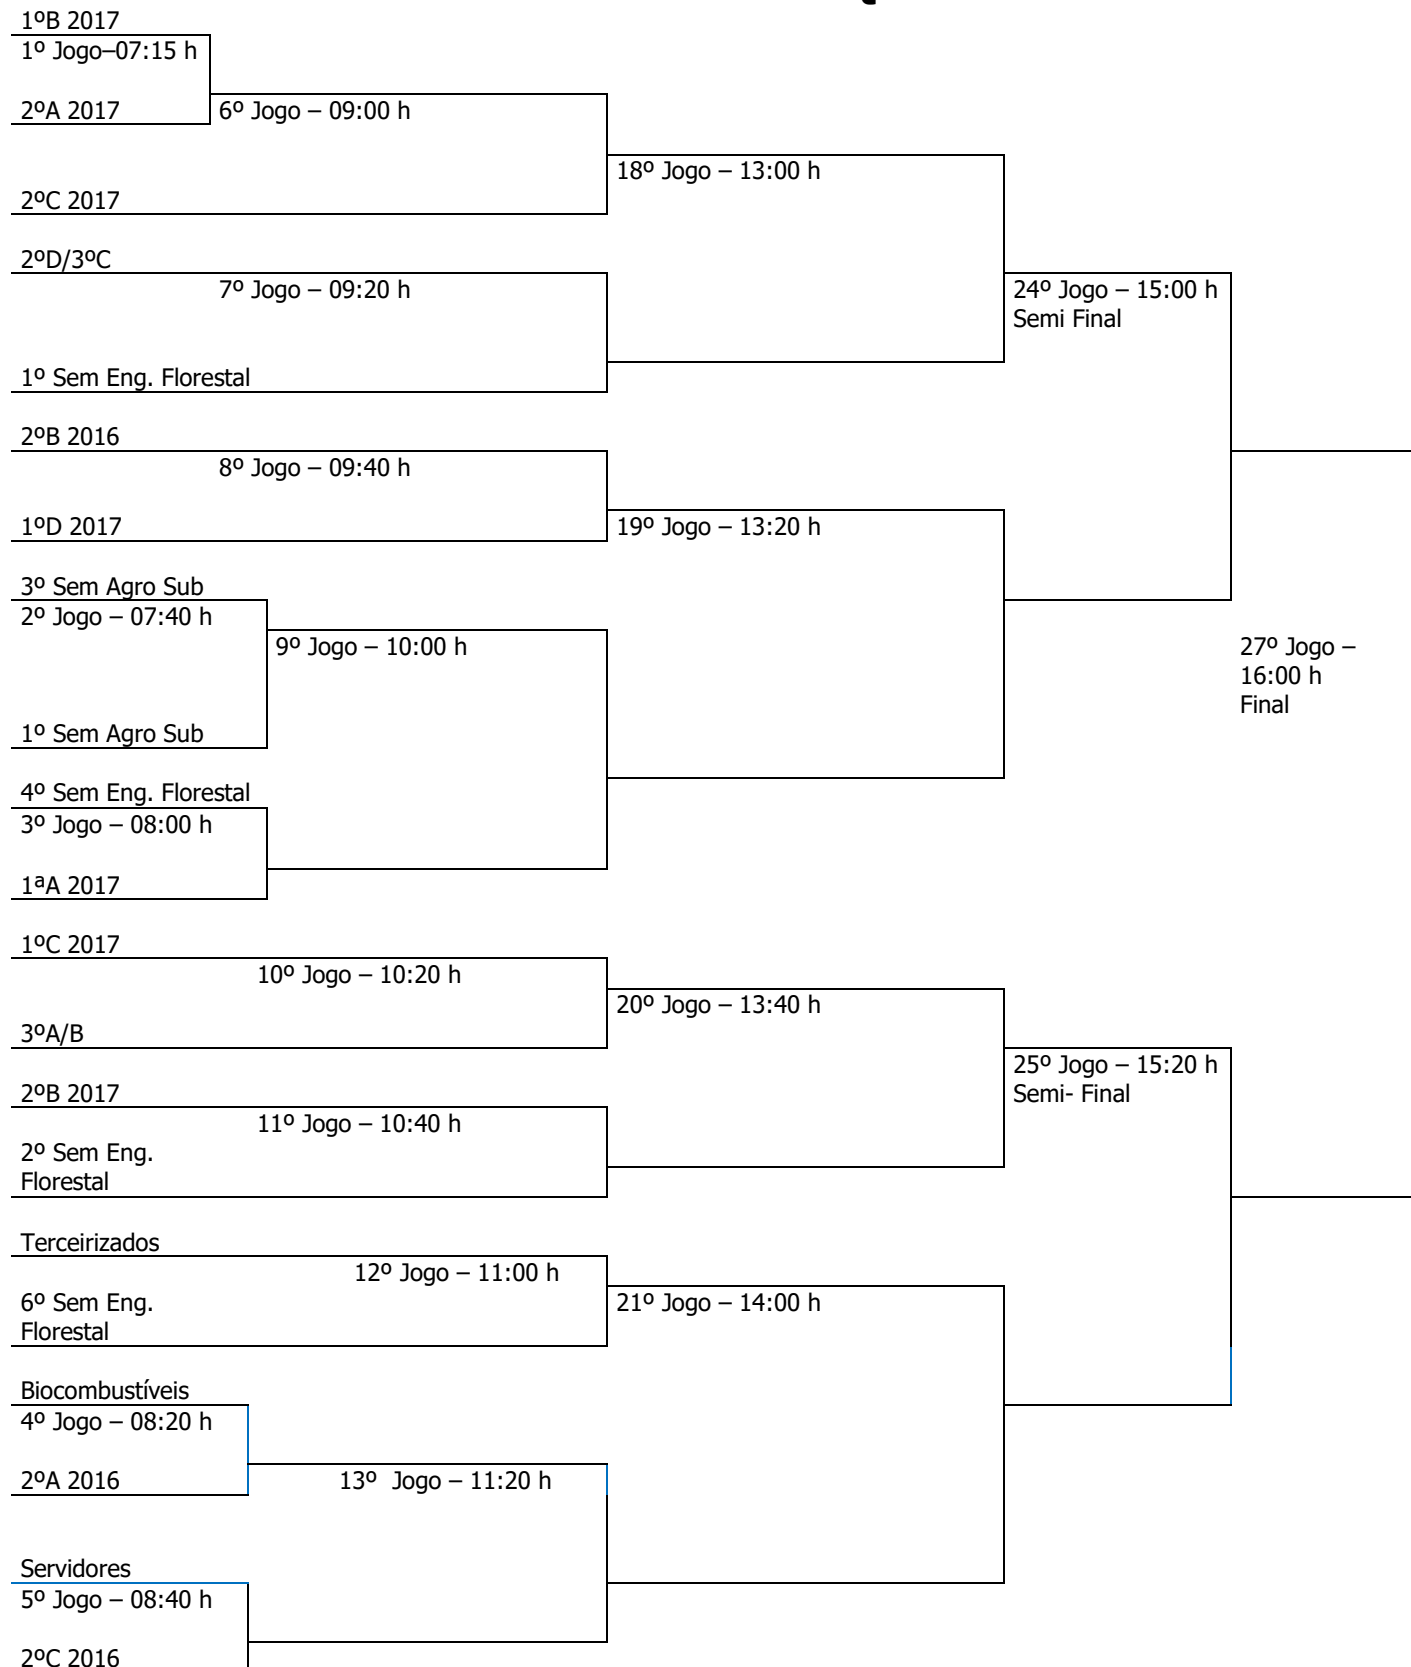 1ºB 2017
1º Jogo–07:15 h
2ºA 2017
6º Jogo – 09:00 h
18º Jogo – 13:00 h
2ºC 2017
2ºD/3ºC
7º Jogo – 09:20 h
24º Jogo – 15:00 h
Semi Final
1º Sem Eng. Florestal
2ºB 2016
8º Jogo – 09:40 h
1ºD 2017
19º Jogo – 13:20 h
3º Sem Agro Sub
2º Jogo – 07:40 h
9º Jogo – 10:00 h
27º Jogo –
16:00 h
Final
1º Sem Agro Sub
4º Sem Eng. Florestal
3º Jogo – 08:00 h
1ªA 2017
1ºC 2017
10º Jogo – 10:20 h
20º Jogo – 13:40 h
3ºA/B
25º Jogo – 15:20 h
Semi- Final
2ºB 2017
11º Jogo – 10:40 h
2º Sem Eng.
Florestal
Terceirizados
12º Jogo – 11:00 h
6º Sem Eng.
Florestal
21º Jogo – 14:00 h
Biocombustíveis
4º Jogo – 08:20 h
2ºA 2016
13º  Jogo – 11:20 h
Servidores
5º Jogo – 08:40 h
2ºC 2016